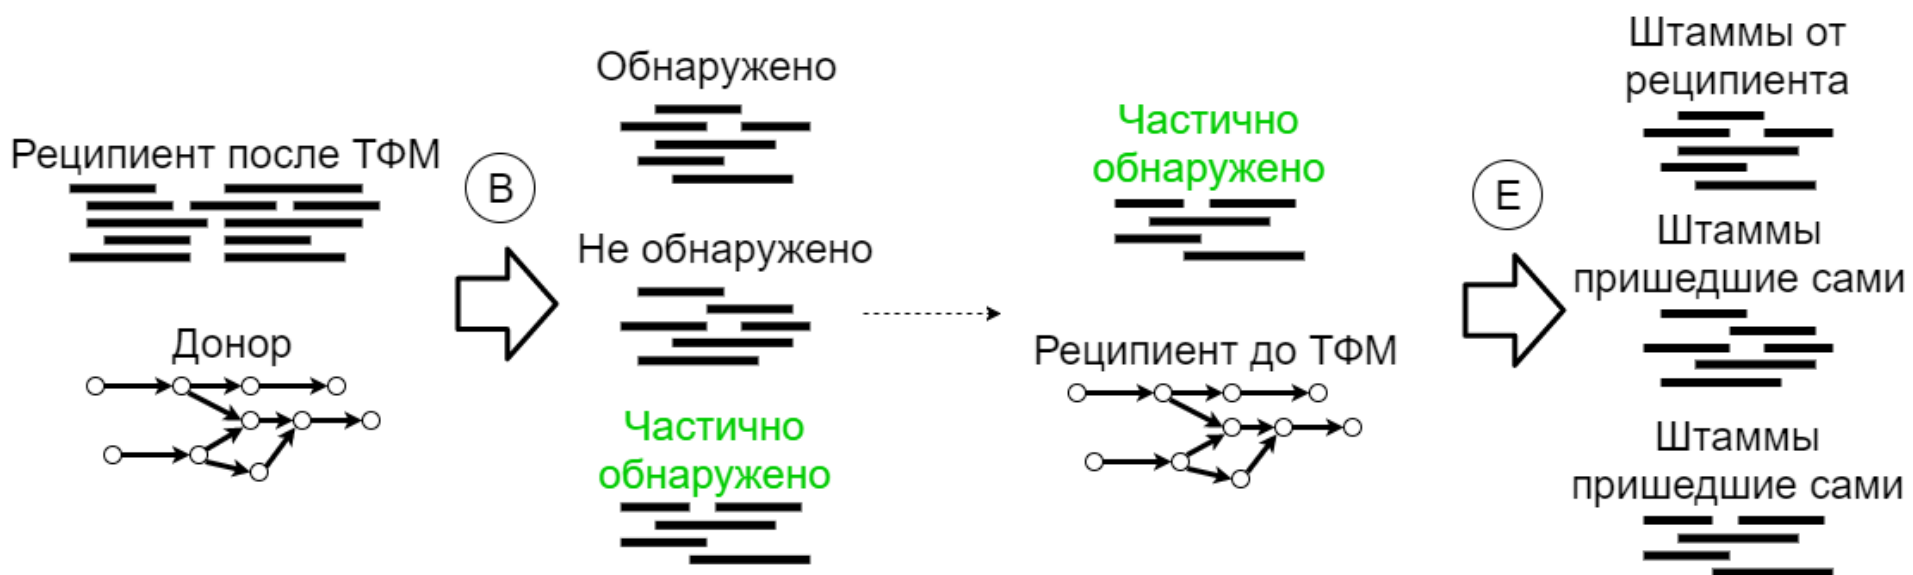 Реципиент после ТФМ
Донор
B
Обнаружено
Не обнаружено
Частично
обнаружено
Частично
обнаружено
Реципиент до ТФМ
E
Штаммы от
реципиента
Штаммы
пришедшие сами
Штаммы
пришедшие сами